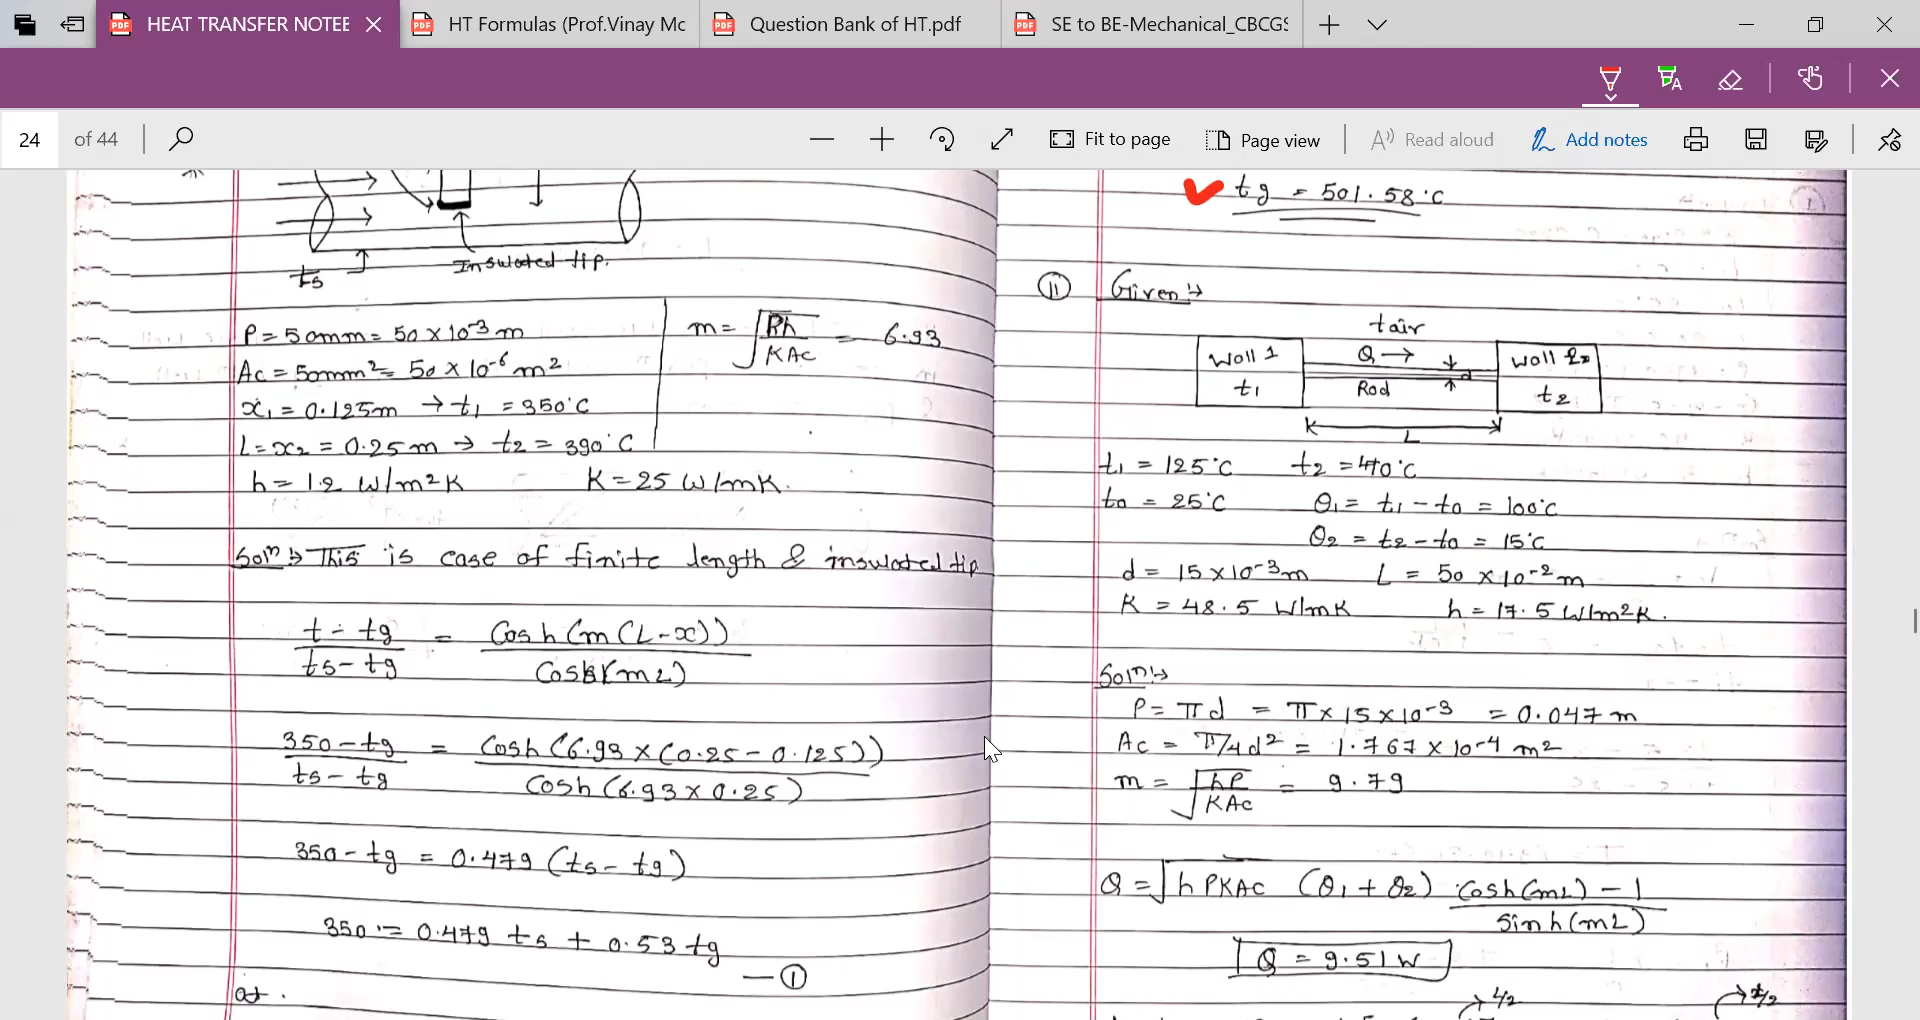 HEAT TRANSFER NOTEE
HT Formulas (Prof.Vinay Mc
Question Bank of HT.pdf
SE to BE-Mechanical_CBCGS
24 of 44
Fit to page
Page view
Read aloud
Add notes
ts
Insulated tip.
P = 50mm = 50 × 10-3 m
Ac = 50mm² = 50 × 10-6 m2
x1 = 0.125m → t1 = 350°C
L = x2 = 0.25 m → t2 = 390°C
h = 12 W/m2K K = 25 W/mK.
m = √Ph/KAc = 6.93
Soln → This is case of finite length & insulated tip
t - tg / ts - tg = Cosh(m(L-x)) / Cosh(mL)
350 - tg / ts - tg = Cosh(6.93 × (0.25 - 0.125)) / Cosh(6.93 × 0.25)
350 - tg = 0.479 (ts - tg)
350 = 0.479 ts + 0.53 tg
— ①
at.
tg = 501.58°C
⑪ Given →
tair
Wall 1 Q → d Wall 2
t1 Rod t2
L
t1 = 125°C t2 = 40°C
t0 = 25°C θ1 = t1 - t0 = 100°C
θ2 = t2 - t0 = 15°C
d = 15 × 10-3 m L = 50 × 10-2 m
K = 48.5 W/mK h = 17.5 W/m2K.
Soln →
P = πd = π × 15 × 10-3 = 0.047 m
Ac = π/4 d2 = 1.767 × 10-4 m2
m = √hP/KAc = 9.79
Q = √hPKAc (θ1 + θ2) Cosh(mL) - 1 / Sinh(mL)
Q = 9.51 W
L/2